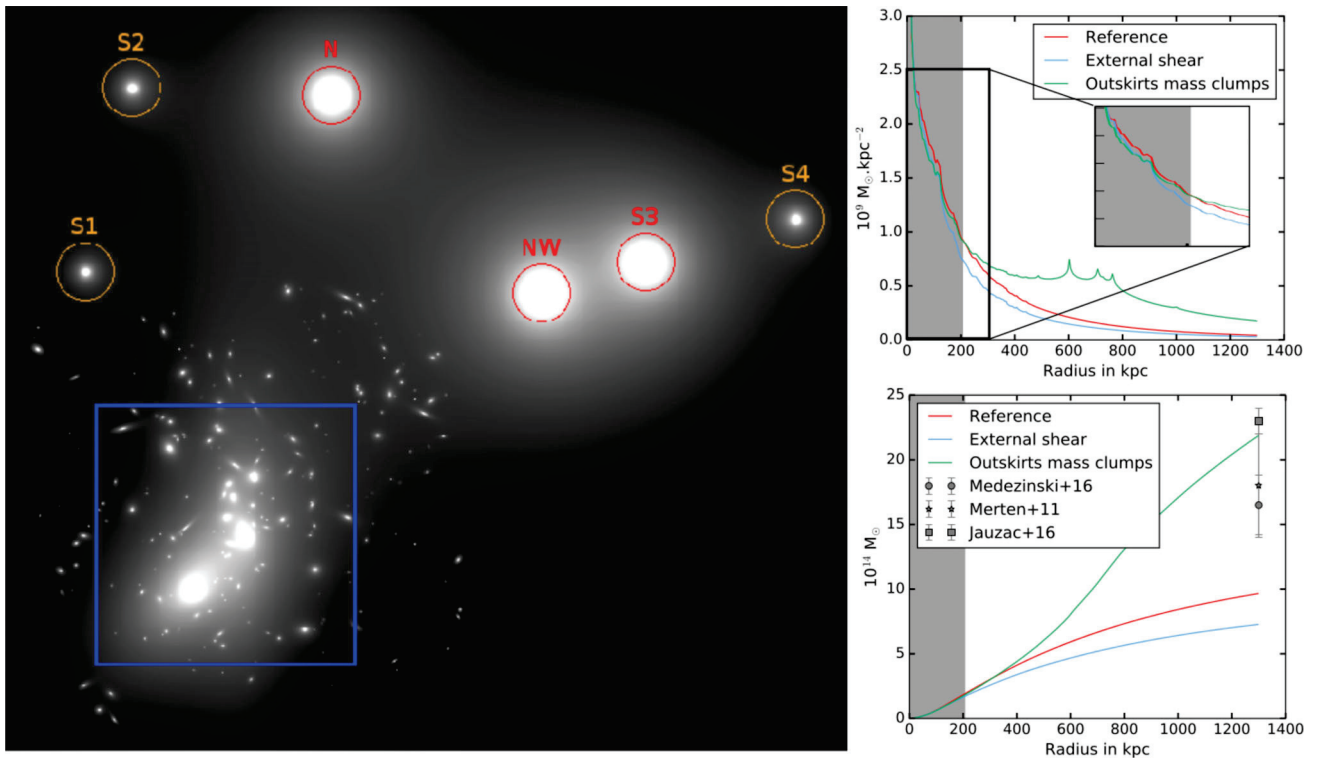 S2
N
S4
S3
NW
S1
3.0
2.5
2.0
1.5
1.0
0.5
0.0
10⁹ M☉.kpc⁻²
Reference
External shear
Outskirts mass clumps
0 200 400 600 800 1000 1200 1400
Radius in kpc
25
20
15
10
5
0
10¹⁴ M☉
Reference
External shear
Outskirts mass clumps
Medezinski+16
Merten+11
Jauzac+16
0 200 400 600 800 1000 1200 1400
Radius in kpc